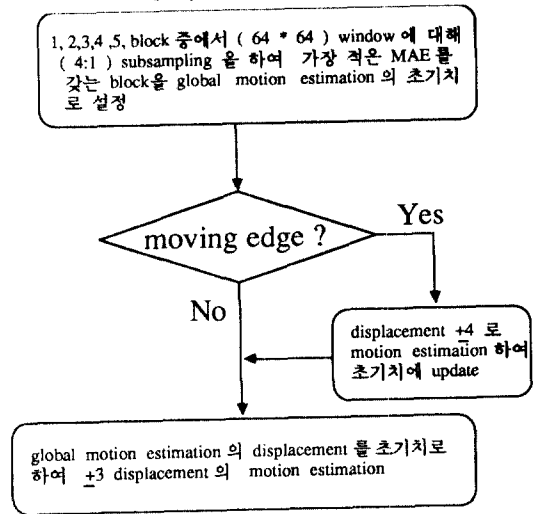 1, 2,3,4 ,5, block 중에서 ( 64 * 64 ) window 에 대해
( 4:1 ) subsampling 을 하여 가장 적은 MAE 를
갖는 block을 global motion estimation 의 초기치
로 설정
moving edge ?
Yes
No
displacement ±4 로
motion estimation 하여
초기치에 update
global motion estimation 의 displacement 를 초기치로
하여 ±3 displacement 의 motion estimation